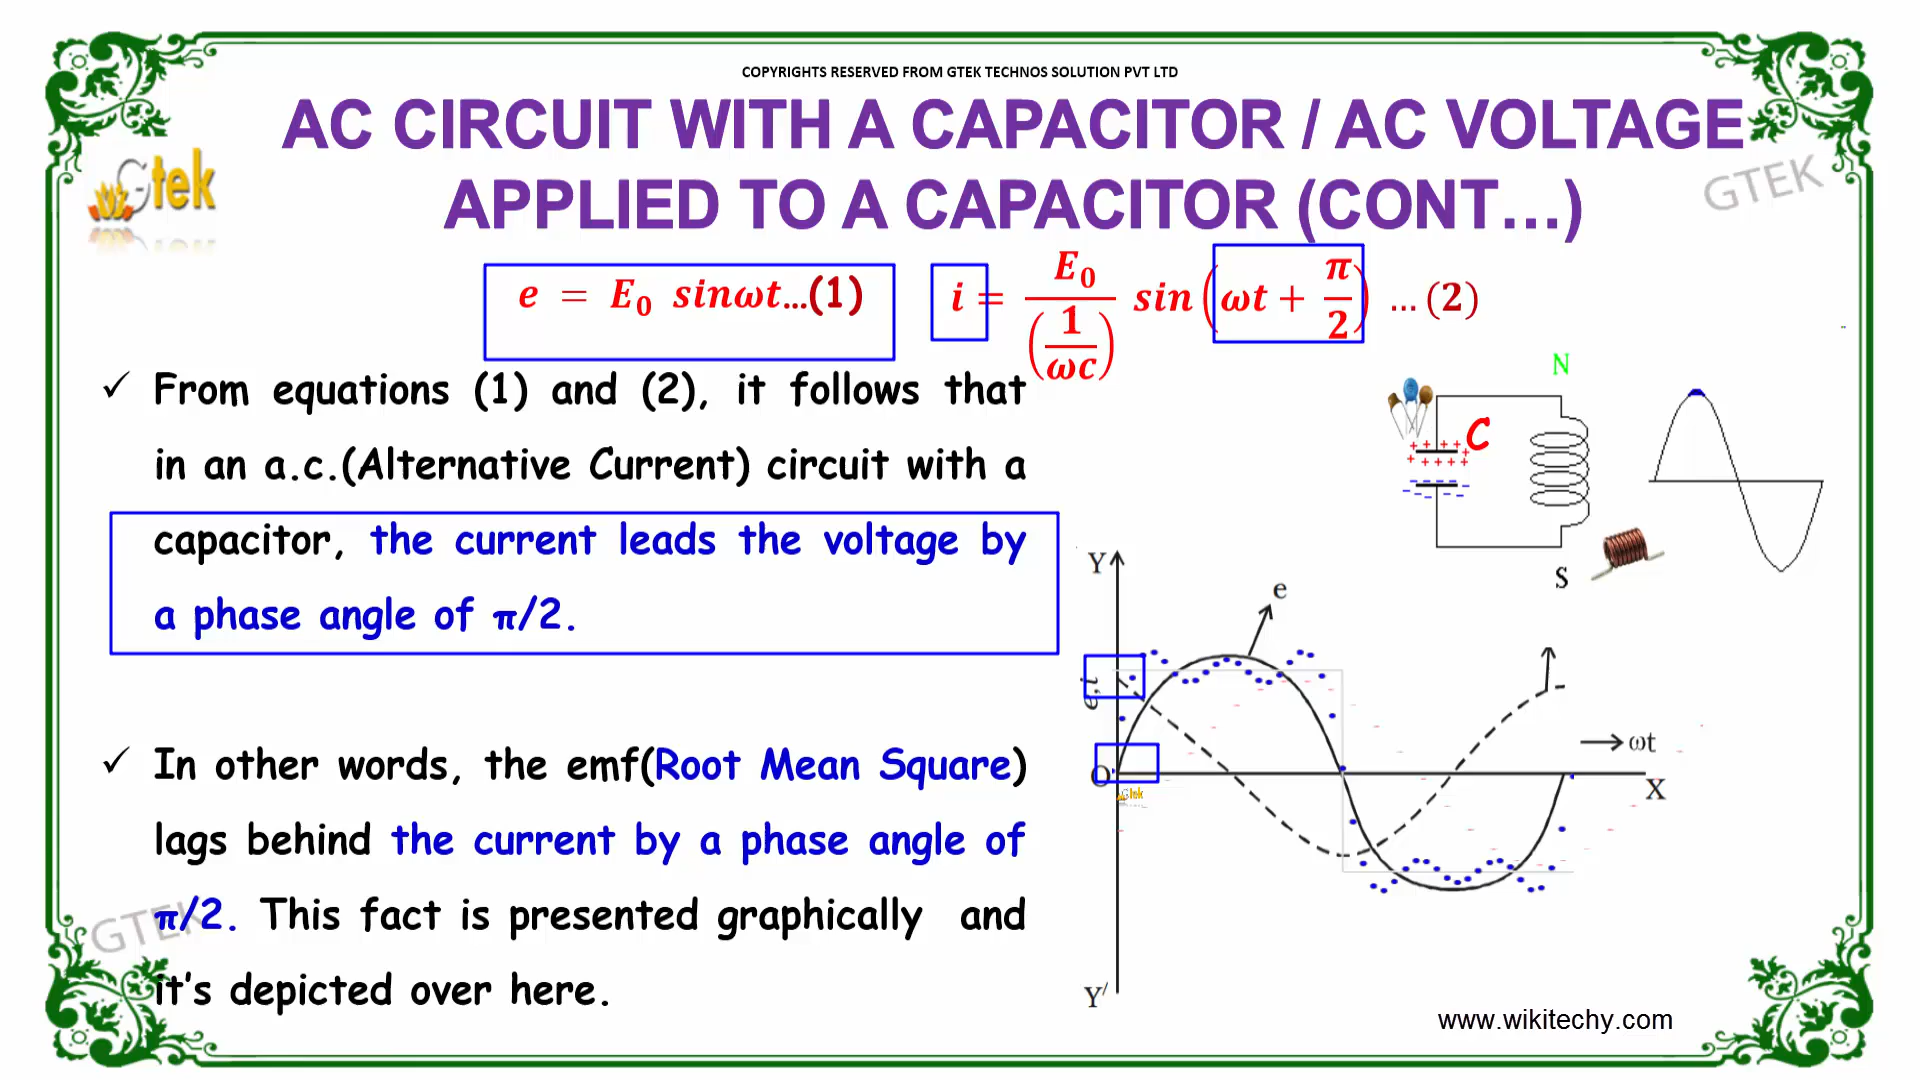 COPYRIGHTS RESERVED FROM GTEK TECHNOS SOLUTION PVT LTD
AC CIRCUIT WITH A CAPACITOR / AC VOLTAGE
APPLIED TO A CAPACITOR (CONT...)
Gtek
GTEK
e = E₀ sinωt...(1)
i = E₀ / (1/ωc) sin (ωt + π/2) ... (2)
✓ From equations (1) and (2), it follows that
in an a.c.(Alternative Current) circuit with a
capacitor, the current leads the voltage by
a phase angle of π/2.
✓ In other words, the emf(Root Mean Square)
lags behind the current by a phase angle of
π/2. This fact is presented graphically and
it's depicted over here.
GTEK
N
C
S
Y
e
e,i
ωt
O
X
Gtek
Y/
www.wikitechy.com